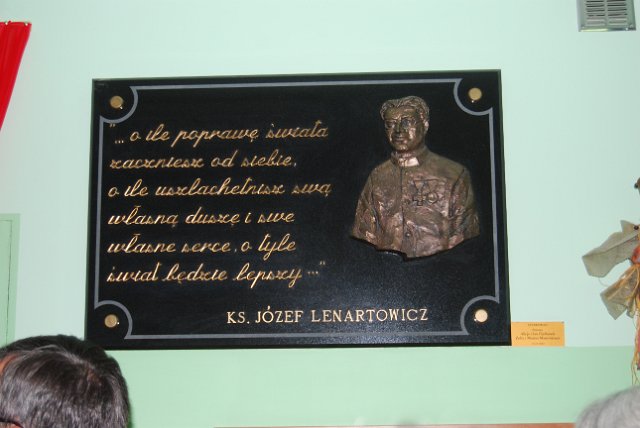 "... o ile poprawę świata
zaczniesz od siebie,
o ile uszlachetnisz swą
własną duszę i swe
własne serce, o tyle
świat będzie lepszy ..."
KS. JÓZEF LENARTOWICZ